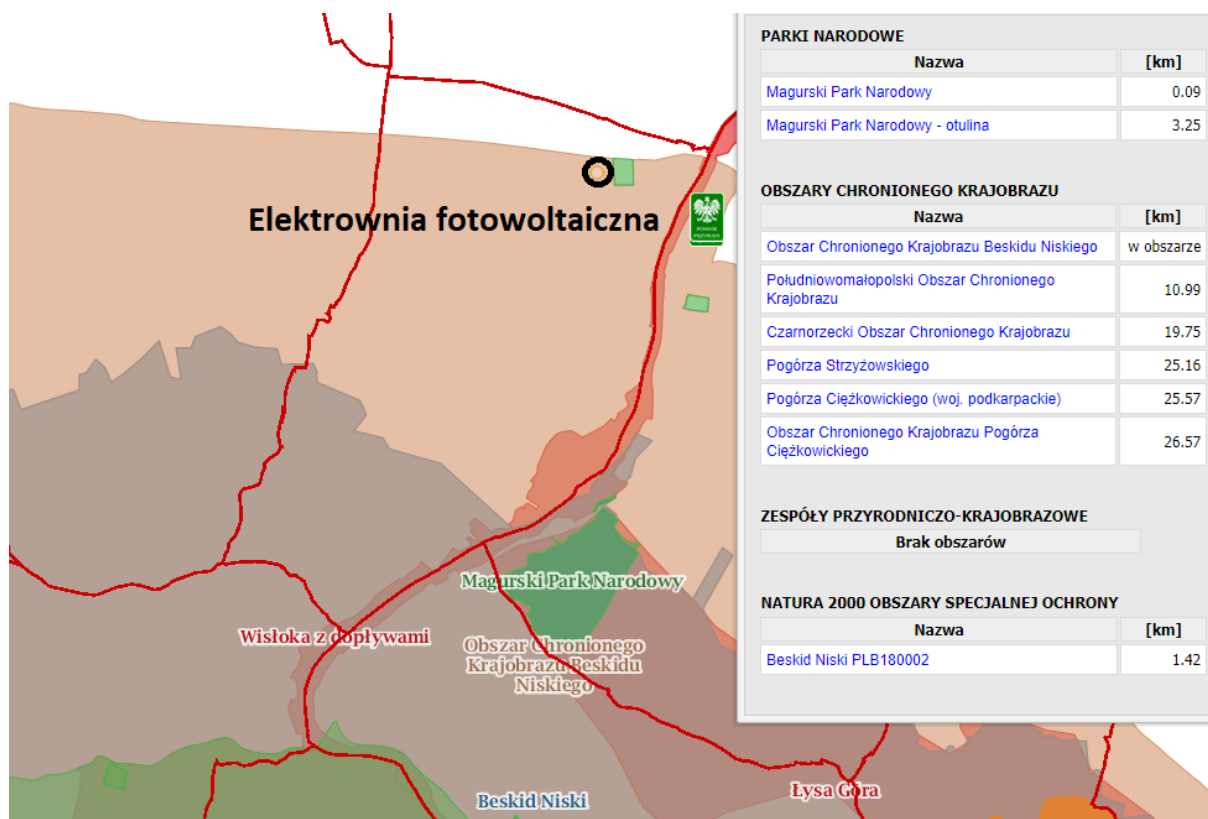 PARKI NARODOWE
Nazwa [km]
Magurski Park Narodowy 0.09
Magurski Park Narodowy - otulina 3.25
OBSZARY CHRONIONEGO KRAJOBRAZU
Nazwa [km]
Obszar Chronionego Krajobrazu Beskidu Niskiego w obszarze
Południowomałopolski Obszar Chronionego
Krajobrazu 10.99
Czarnorzecki Obszar Chronionego Krajobrazu 19.75
Pogórza Strzyżowskiego 25.16
Pogórza Ciężkowickiego (woj. podkarpackie) 25.57
Obszar Chronionego Krajobrazu Pogórza
Ciężkowickiego 26.57
ZESPÓŁY PRZYRODNICZO-KRAJOBRAZOWE
Brak obszarów
NATURA 2000 OBSZARY SPECJALNEJ OCHRONY
Nazwa [km]
Beskid Niski PLB180002 1.42
Elektrownia fotowoltaiczna
POMNIK
PRZYRODY
Magurski Park Narodowy
Wisłoka z dopływami
Obszar Chronionego
Krajobrazu Beskidu
Niskiego
Łysa Góra
Beskid Niski